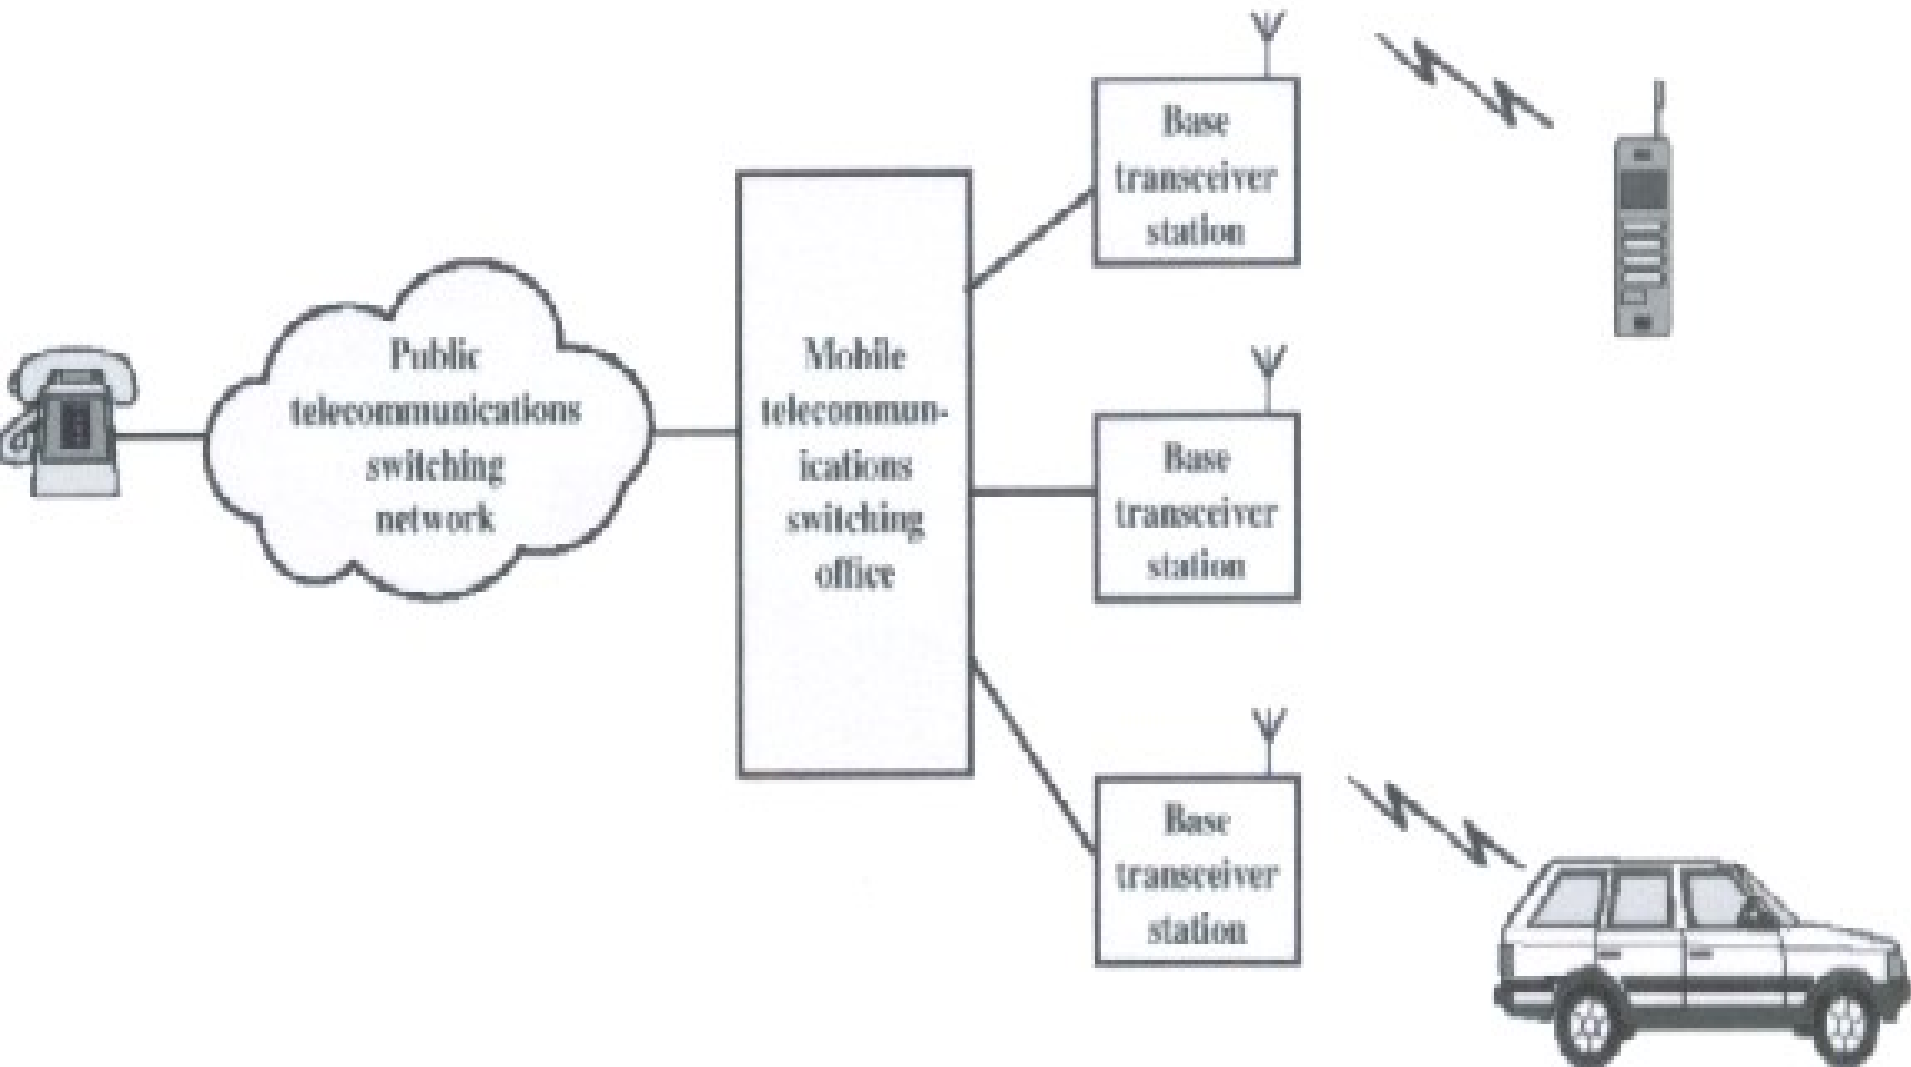 Public
telecommunications
switching
network
Mobile
telecommun-
ications
switching
office
Base
transceiver
station
Base
transceiver
station
Base
transceiver
station